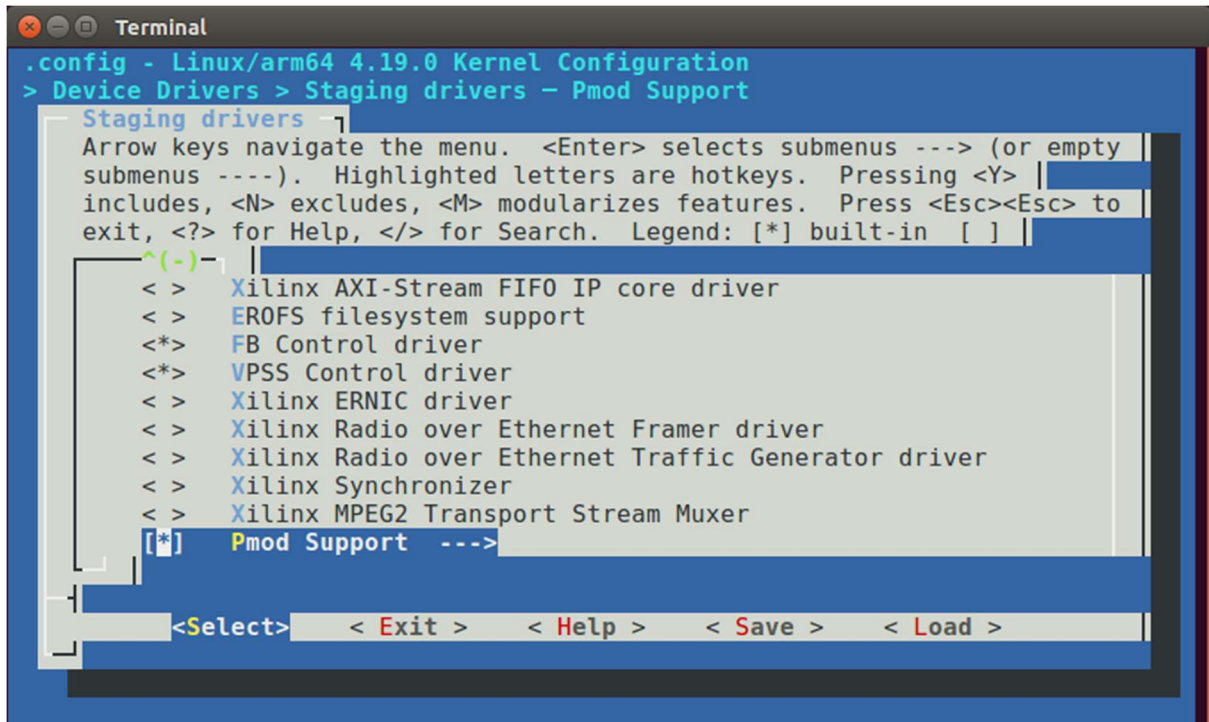 Terminal
.config - Linux/arm64 4.19.0 Kernel Configuration
> Device Drivers > Staging drivers — Pmod Support
Staging drivers
Arrow keys navigate the menu.  <Enter> selects submenus ---> (or empty
submenus ----).  Highlighted letters are hotkeys.  Pressing <Y>
includes, <N> excludes, <M> modularizes features.  Press <Esc><Esc> to
exit, <?> for Help, </> for Search.  Legend: [*] built-in  [ ]
^(-)
< >   Xilinx AXI-Stream FIFO IP core driver
< >   EROFS filesystem support
<*>   FB Control driver
<*>   VPSS Control driver
< >   Xilinx ERNIC driver
< >   Xilinx Radio over Ethernet Framer driver
< >   Xilinx Radio over Ethernet Traffic Generator driver
< >   Xilinx Synchronizer
< >   Xilinx MPEG2 Transport Stream Muxer
[*]   Pmod Support  --->
<Select>    < Exit >    < Help >    < Save >    < Load >